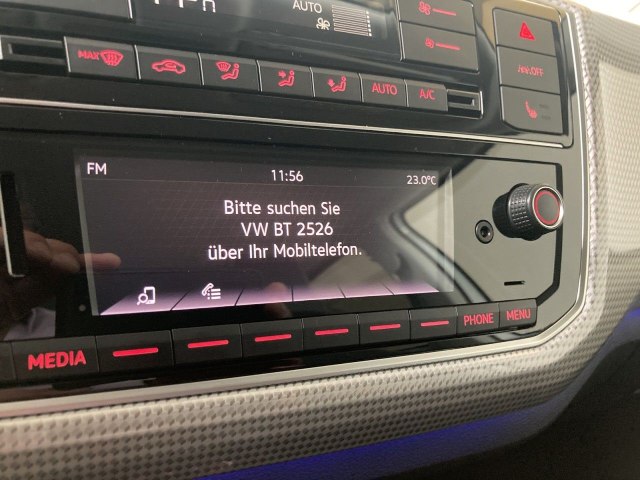 AUTO
OFF
MAX
AUTO
A/C
FM
11:56
23.0°C
Bitte suchen Sie
VW BT 2526
über Ihr Mobiltelefon.
MEDIA
PHONE
MENU